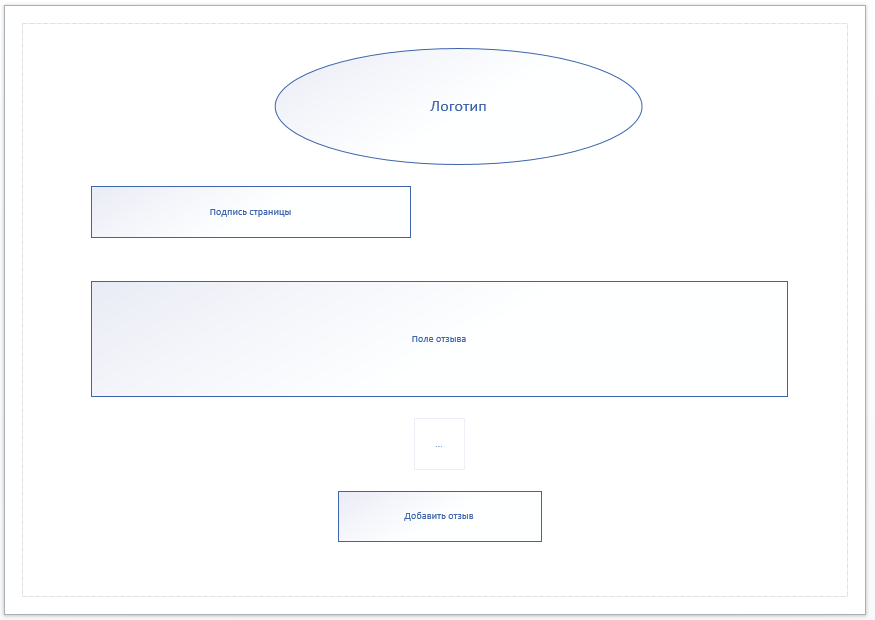 Логотип
Подпись страницы
Поле отзыва
...
Добавить отзыв